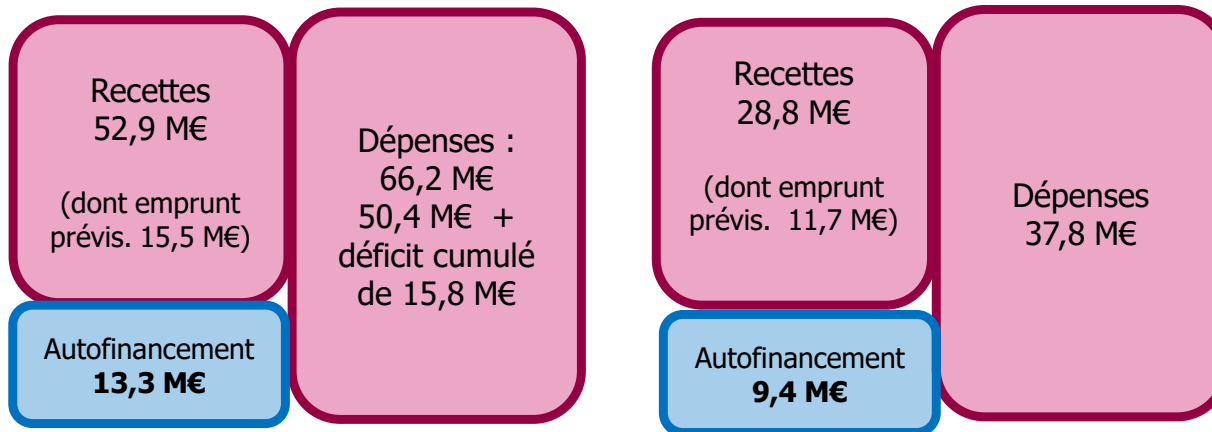 Recettes
52,9 M€
(dont emprunt
prévis. 15,5 M€)
Dépenses :
66,2 M€
50,4 M€ +
déficit cumulé
de 15,8 M€
Autofinancement
13,3 M€
Recettes
28,8 M€
(dont emprunt
prévis. 11,7 M€)
Dépenses
37,8 M€
Autofinancement
9,4 M€